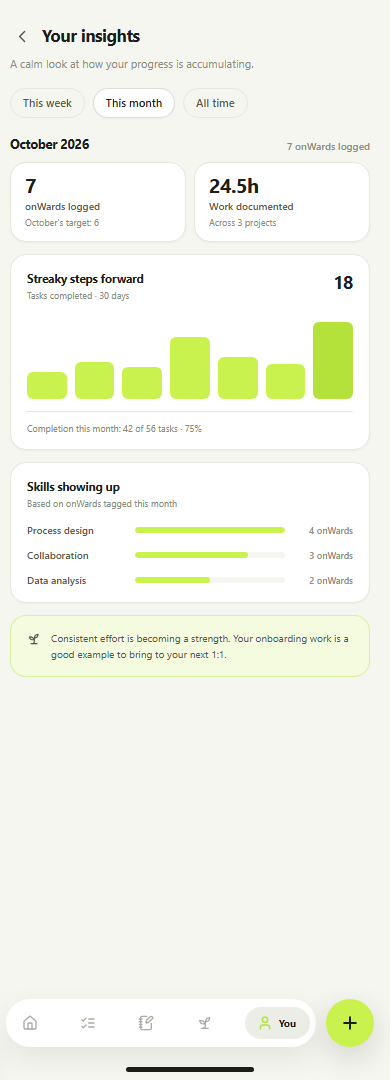 Your insights
A calm look at how your progress is accumulating.
This week
This month
All time
October 2026
7 onWards logged
7
onWards logged
October's target: 6
24.5h
Work documented
Across 3 projects
Streaky steps forward
18
Tasks completed · 30 days
Completion this month: 42 of 56 tasks · 75%
Skills showing up
Based on onWards tagged this month
Process design
4 onWards
Collaboration
3 onWards
Data analysis
2 onWards
Consistent effort is becoming a strength. Your onboarding work is a
good example to bring to your next 1:1.
You